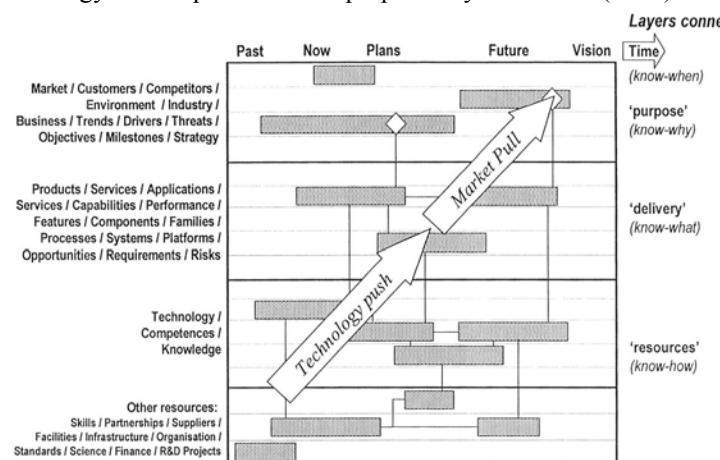 Layers conne
Past Now Plans Future Vision Time
(know-when)
Market / Customers / Competitors /
Environment / Industry /
Business / Trends / Drivers / Threats /
Objectives / Milestones / Strategy
'purpose'
(know-why)
Market Pull
Products / Services / Applications /
Services / Capabilities / Performance /
Features / Components / Families /
Processes / Systems / Platforms /
Opportunities / Requirements / Risks
'delivery'
(know-what)
Technology push
Technology /
Competences /
Knowledge
'resources'
(know-how)
Other resources:
Skills / Partnerships / Suppliers /
Facilities / Infrastructure / Organisation /
Standards / Science / Finance / R&D Projects